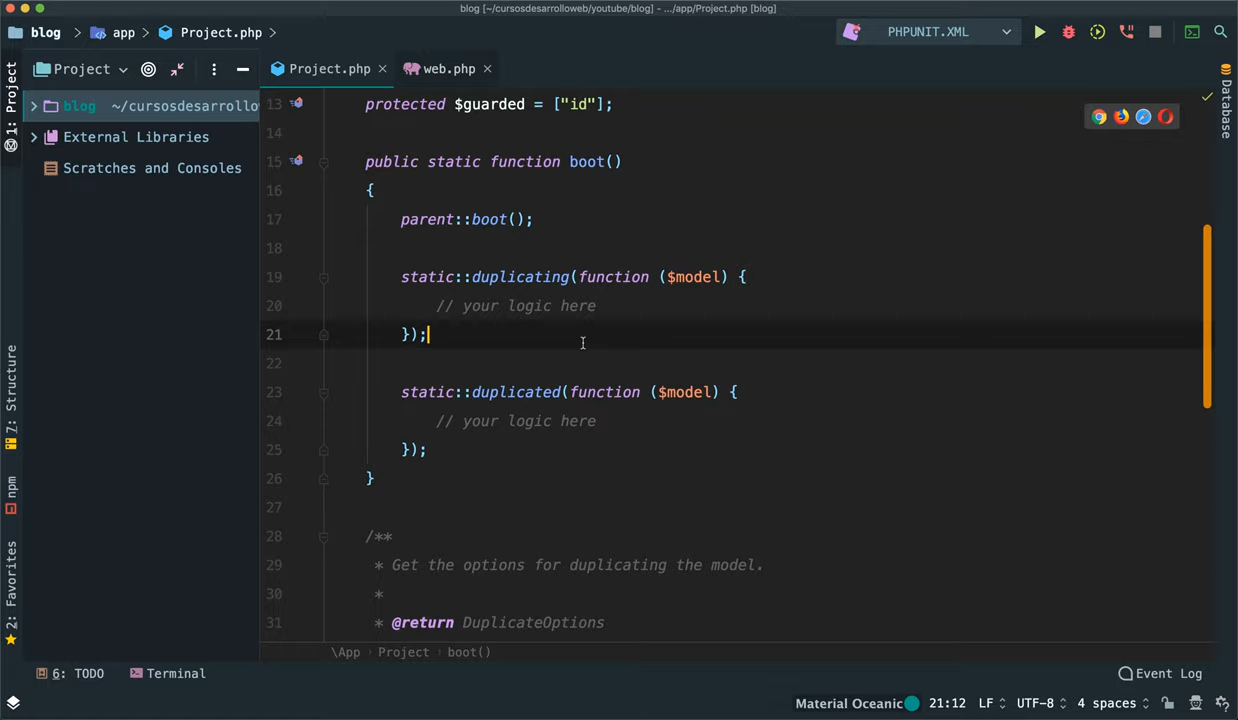 blog [~/cursosdesarrolloweb/youtube/blog] - .../app/Project.php [blog]
blog > app > Project.php >
PHPUNIT.XML
Project
Project.php ×
web.php ×
1: Project
blog ~/cursosdesarrollo
External Libraries
Scratches and Consoles
13 protected $guarded = ["id"];
14
15 public static function boot()
16 {
17 parent::boot();
18
19 static::duplicating(function ($model) {
20 // your logic here
21 });
22
23 static::duplicated(function ($model) {
24 // your logic here
25 });
26 }
27
28 /**
29 * Get the options for duplicating the model.
30 *
31 * @return DuplicateOptions
Database
7: Structure
npm
2: Favorites
\App › Project › boot()
6: TODO
Terminal
Event Log
Material Oceanic
21:12 LF UTF-8 4 spaces